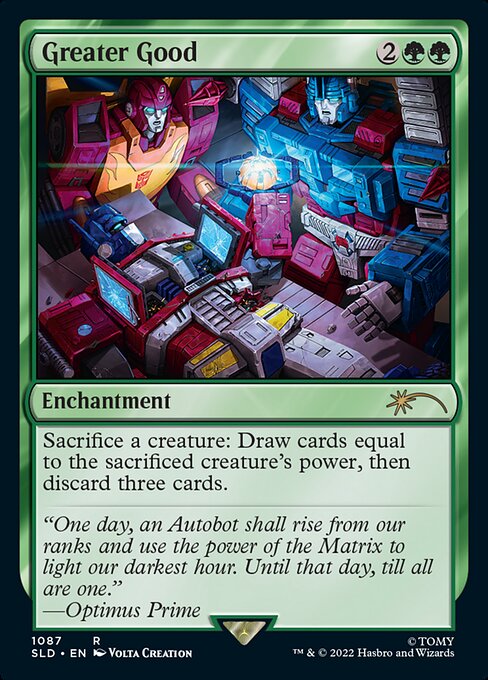 Greater Good 2
Enchantment
Sacrifice a creature: Draw cards equal
to the sacrificed creature's power, then
discard three cards.
“One day, an Autobot shall rise from our
ranks and use the power of the Matrix to
light our darkest hour. Until that day, till all
are one.”
—Optimus Prime
1087 R
SLD • EN VOLTA CREATION
© TOMY
™ & © 2022 Hasbro and Wizards